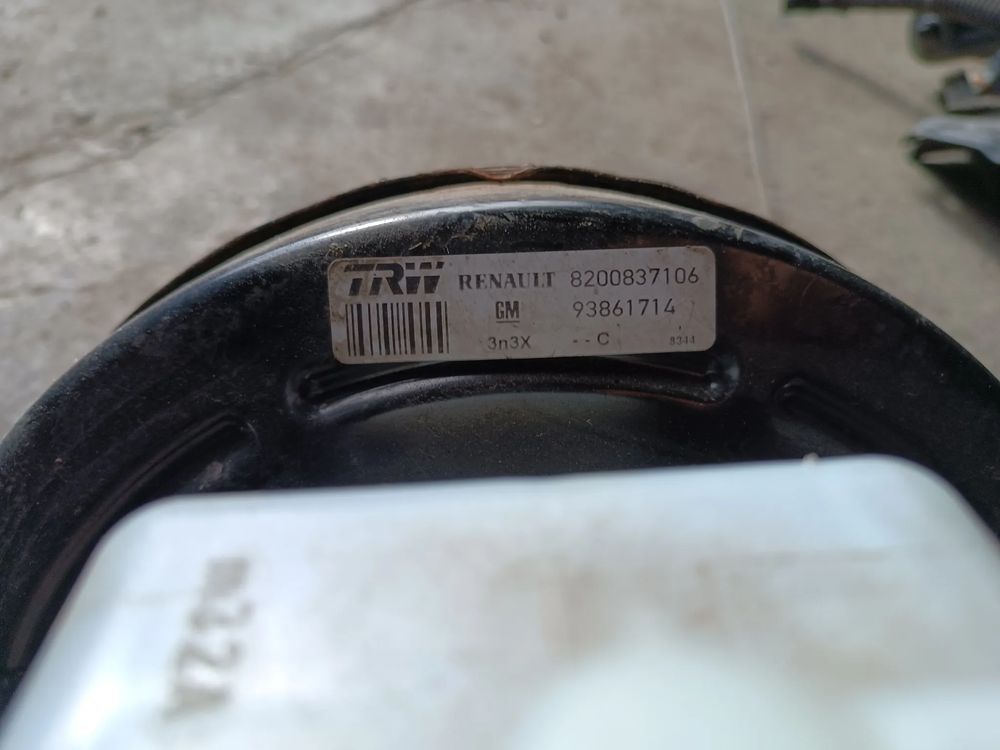 TRW RENAULT 8200837106
GM 93861714
3n3X -- C 8344